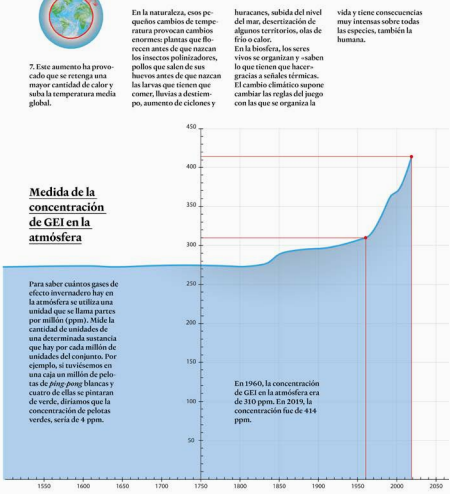 7. Este aumento ha provo-
cado que se retenga una
mayor cantidad de calor y
suba la temperatura media
global.
En la naturaleza, esos pe-
queños cambios de tempe-
ratura provocan cambios
enormes: plantas que flo-
recen antes de que nazcan
los insectos polinizadores,
pollos que salen de sus
huevos antes de que nazcan
las larvas que tienen que
comer, lluvias a destiem-
po, aumento de ciclones y
huracanes, subida del nivel
del mar, desertización de
algunos territorios, olas de
frío o calor.
En la biosfera, los seres
vivos se organizan y «saben
lo que tienen que hacer»
gracias a señales térmicas.
El cambio climático supone
cambiar las reglas del juego
con las que se organiza la
vida y tiene consecuencias
muy intensas sobre todas
las especies, también la
humana.
Medida de la
concentración
de GEI en la
atmósfera
Para saber cuántos gases de
efecto invernadero hay en
la atmósfera se utiliza una
unidad que se llama partes
por millón (ppm). Mide la
cantidad de unidades de
una determinada sustancia
que hay por cada millón de
unidades del conjunto. Por
ejemplo, si tuviésemos en
una caja un millón de pelo-
tas de ping-pong blancas y
cuatro de ellas se pintaran
de verde, diríamos que la
concentración de pelotas
verdes, sería de 4 ppm.
450
400
350
300
250
200
150
100
50
En 1960, la concentración
de GEI en la atmósfera era
de 310 ppm. En 2019, la
concentración fue de 414
ppm.
1550 1600 1650 1700 1750 1800 1850 1900 1950 2000 2050